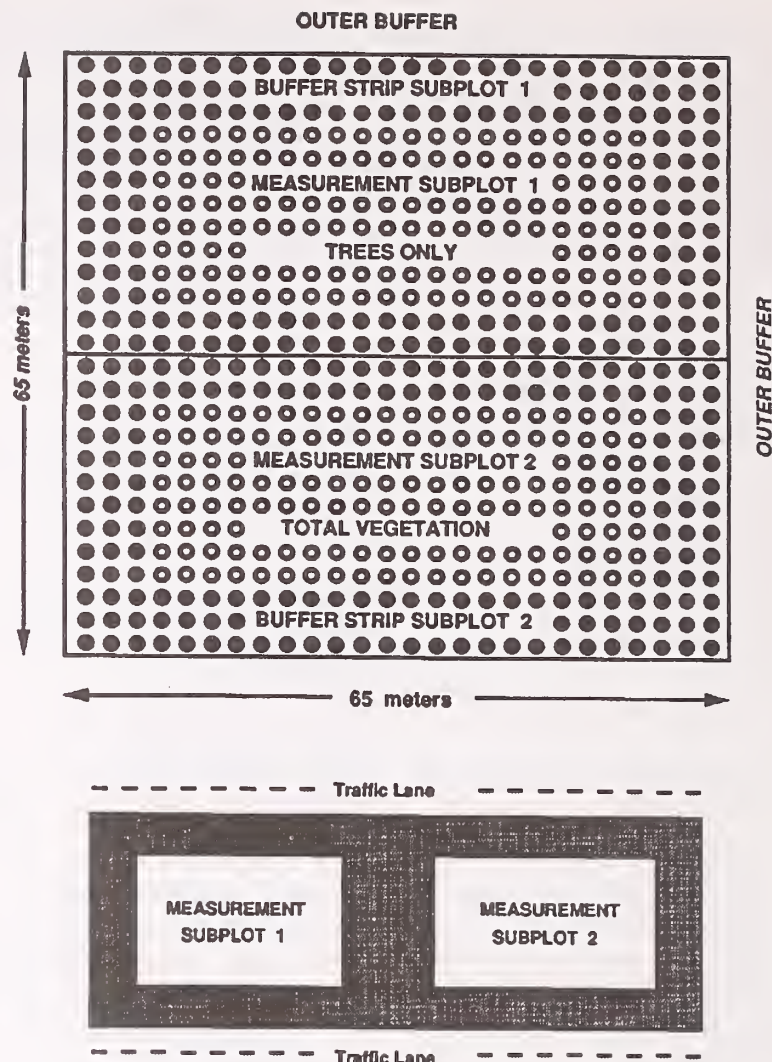 OUTER BUFFER
BUFFER STRIP SUBPLOT 1
MEASUREMENT SUBPLOT 1
TREES ONLY
65 meters
OUTER BUFFER
MEASUREMENT SUBPLOT 2
TOTAL VEGETATION
BUFFER STRIP SUBPLOT 2
65 meters
Traffic Lane
MEASUREMENT
SUBPLOT 1
MEASUREMENT
SUBPLOT 2
Traffic Lane